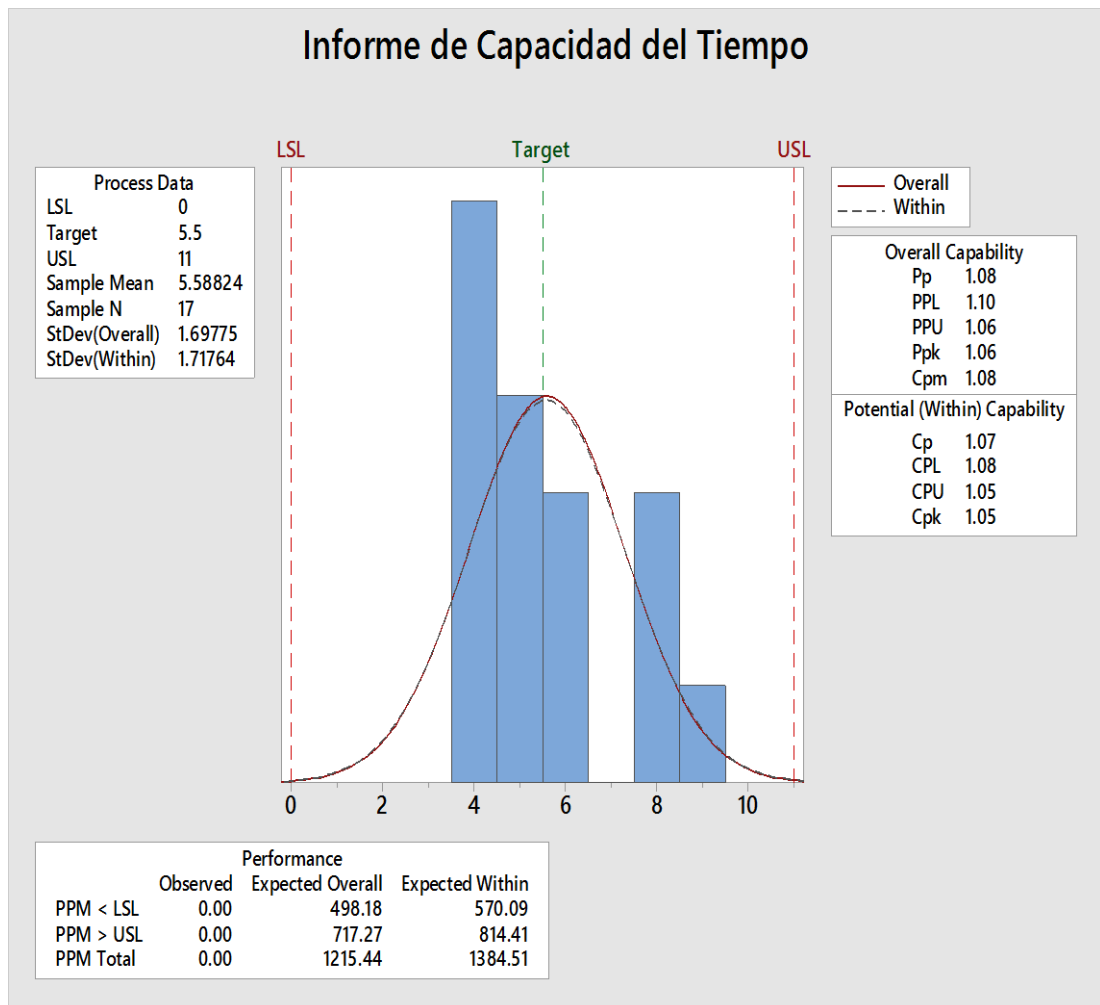 Informe de Capacidad del Tiempo
LSL Target USL
Process Data
LSL 0
Target 5.5
USL 11
Sample Mean 5.58824
Sample N 17
StDev(Overall) 1.69775
StDev(Within) 1.71764
Overall
Within
Overall Capability
Pp 1.08
PPL 1.10
PPU 1.06
Ppk 1.06
Cpm 1.08
Potential (Within) Capability
Cp 1.07
CPL 1.08
CPU 1.05
Cpk 1.05
0 2 4 6 8 10
Performance
Observed Expected Overall Expected Within
PPM < LSL 0.00 498.18 570.09
PPM > USL 0.00 717.27 814.41
PPM Total 0.00 1215.44 1384.51